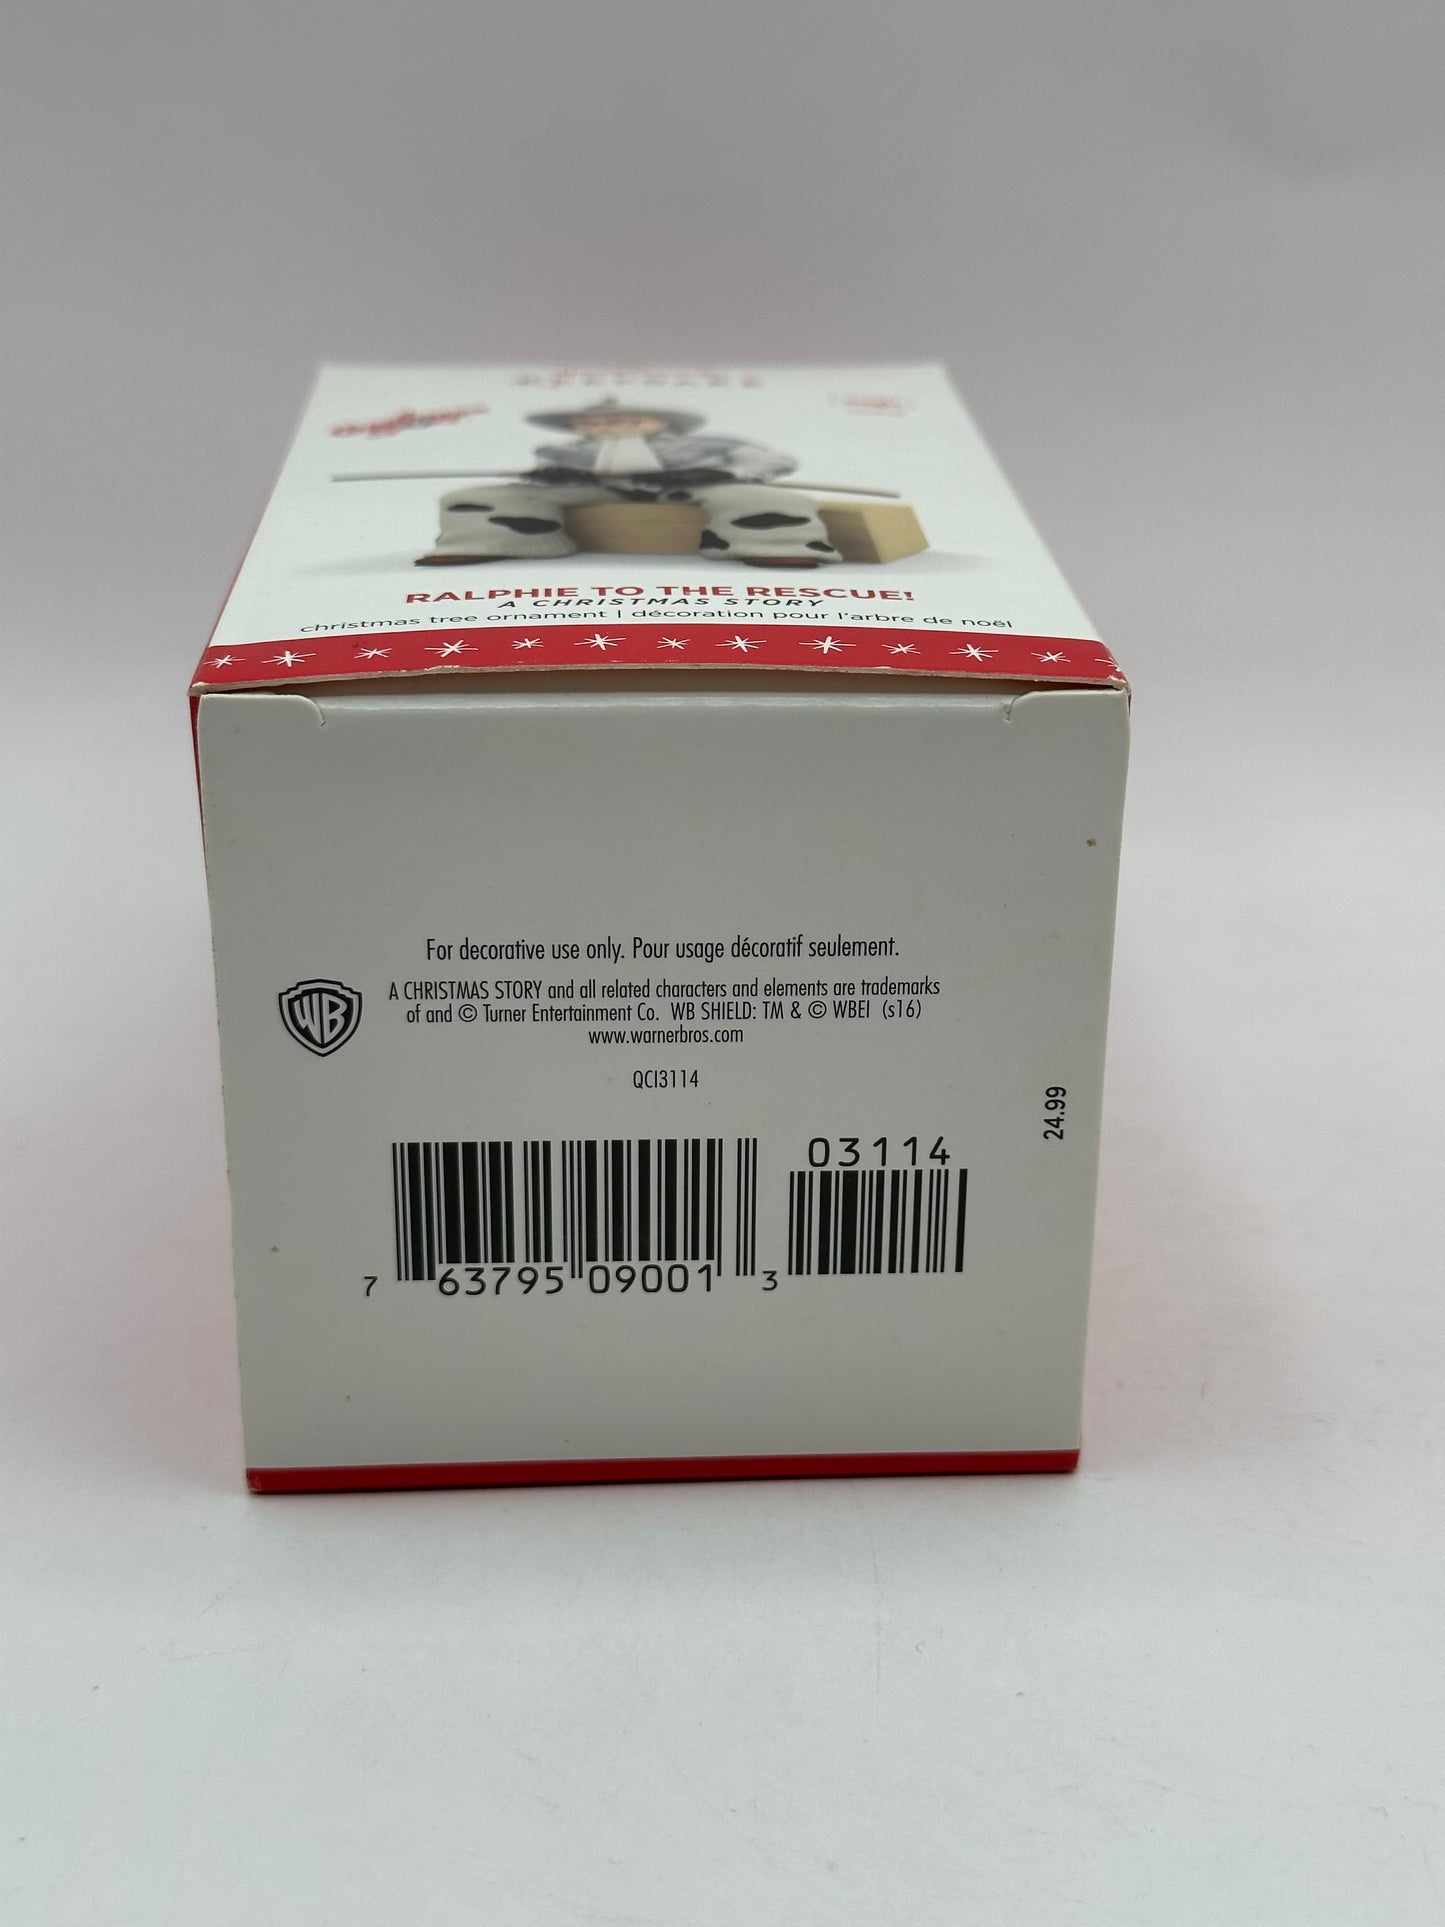 KEEPSAKE
RALPHIE TO THE RESCUE!
A CHRISTMAS STORY
christmas tree ornament | décoration pour l'arbre de noël
For decorative use only. Pour usage décoratif seulement.
WB
A CHRISTMAS STORY and all related characters and elements are trademarks
of and © Turner Entertainment Co. WB SHIELD: TM & © WBEI (s16)
www.warnerbros.com
QCI3114
24.99
03114
7 63795 09001 3